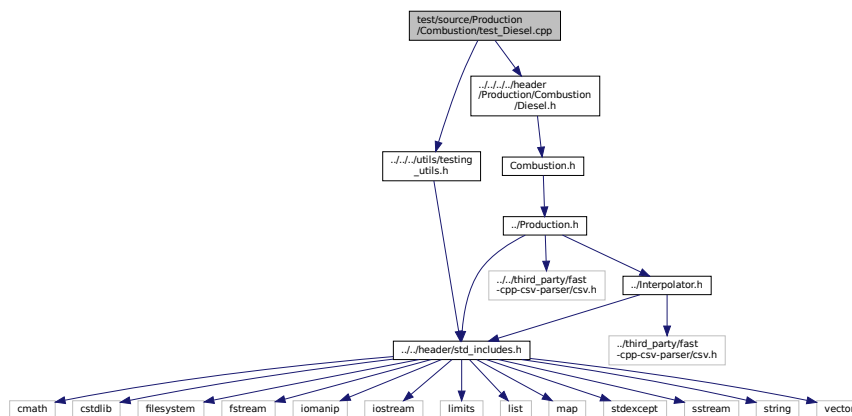 test/source/Production
/Combustion/test_Diesel.cpp
../../../../header
/Production/Combustion
/Diesel.h
../../../utils/testing
_utils.h
Combustion.h
../Production.h
../../third_party/fast
-cpp-csv-parser/csv.h
../Interpolator.h
../third_party/fast
-cpp-csv-parser/csv.h
../../header/std_includes.h
cmath
cstdlib
filesystem
fstream
iomanip
iostream
limits
list
map
stdexcept
sstream
string
vector